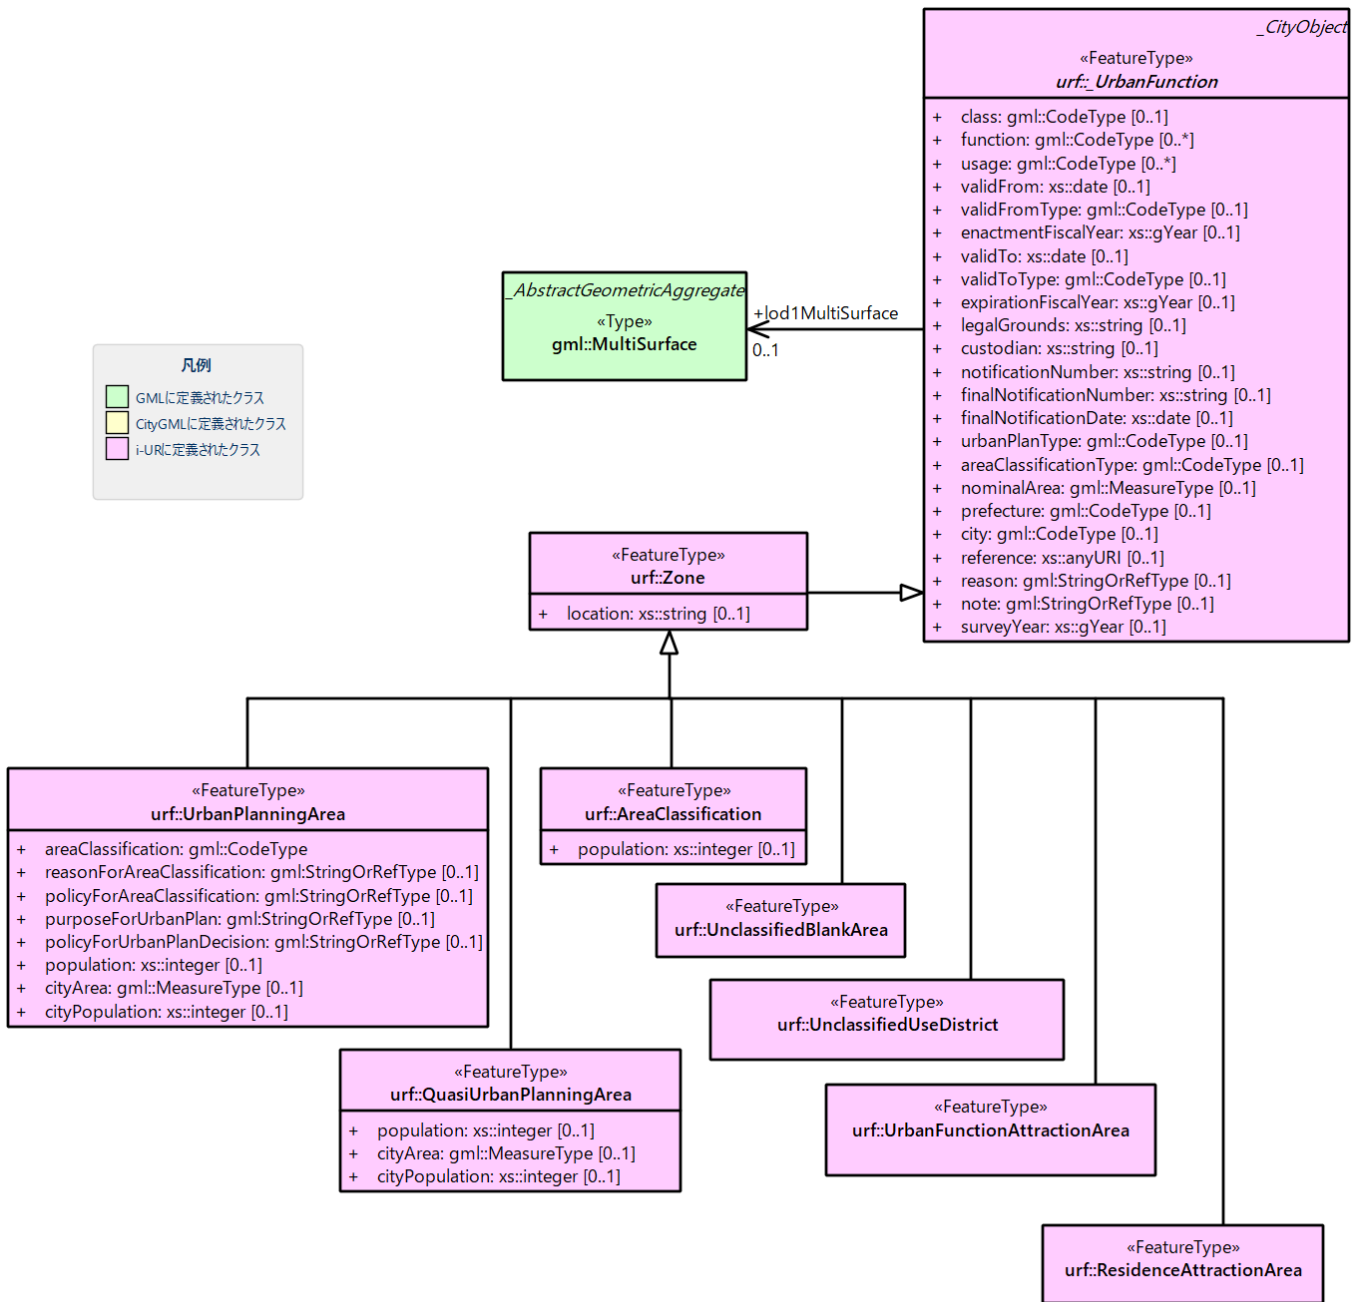 _CityObject
«FeatureType»
urf::_UrbanFunction
+ class: gml::CodeType [0..1]
+ function: gml::CodeType [0..*]
+ usage: gml::CodeType [0..*]
+ validFrom: xs::date [0..1]
+ validFromType: gml::CodeType [0..1]
+ enactmentFiscalYear: xs::gYear [0..1]
+ validTo: xs::date [0..1]
+ validToType: gml::CodeType [0..1]
+ expirationFiscalYear: xs::gYear [0..1]
+ legalGrounds: xs::string [0..1]
+ custodian: xs::string [0..1]
+ notificationNumber: xs::string [0..1]
+ finalNotificationNumber: xs::string [0..1]
+ finalNotificationDate: xs::date [0..1]
+ urbanPlanType: gml::CodeType [0..1]
+ areaClassificationType: gml::CodeType [0..1]
+ nominalArea: gml::MeasureType [0..1]
+ prefecture: gml::CodeType [0..1]
+ city: gml::CodeType [0..1]
+ reference: xs::anyURI [0..1]
+ reason: gml:StringOrRefType [0..1]
+ note: gml:StringOrRefType [0..1]
+ surveyYear: xs::gYear [0..1]
_AbstractGeometricAggregate
«Type»
gml::MultiSurface
+lod1MultiSurface
0..1
凡例
GMLに定義されたクラス
CityGMLに定義されたクラス
i-URに定義されたクラス
«FeatureType»
urf::Zone
+ location: xs::string [0..1]
«FeatureType»
urf::UrbanPlanningArea
+ areaClassification: gml::CodeType
+ reasonForAreaClassification: gml:StringOrRefType [0..1]
+ policyForAreaClassification: gml:StringOrRefType [0..1]
+ purposeForUrbanPlan: gml:StringOrRefType [0..1]
+ policyForUrbanPlanDecision: gml:StringOrRefType [0..1]
+ population: xs::integer [0..1]
+ cityArea: gml::MeasureType [0..1]
+ cityPopulation: xs::integer [0..1]
«FeatureType»
urf::AreaClassification
+ population: xs::integer [0..1]
«FeatureType»
urf::UnclassifiedBlankArea
«FeatureType»
urf::UnclassifiedUseDistrict
«FeatureType»
urf::QuasiUrbanPlanningArea
+ population: xs::integer [0..1]
+ cityArea: gml::MeasureType [0..1]
+ cityPopulation: xs::integer [0..1]
«FeatureType»
urf::UrbanFunctionAttractionArea
«FeatureType»
urf::ResidenceAttractionArea